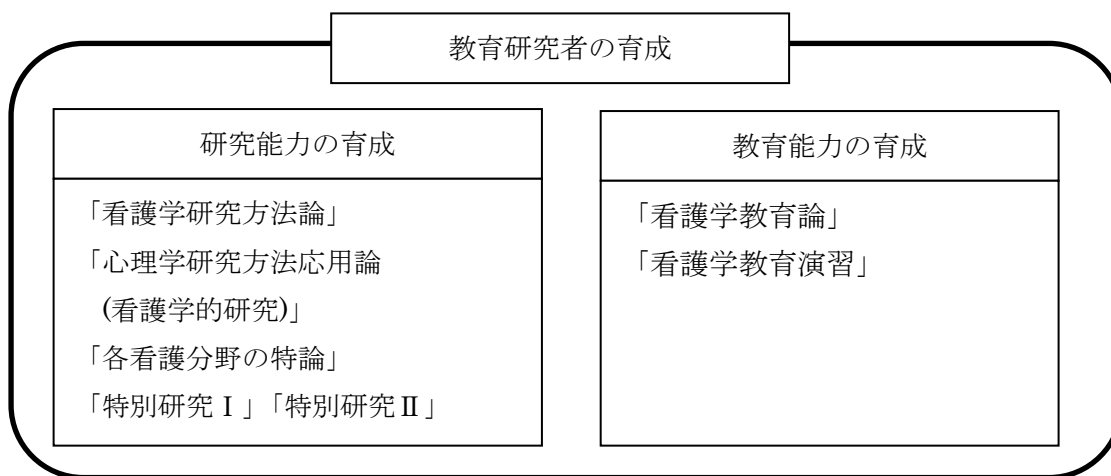 教育研究者の育成
研究能力の育成
「看護学研究方法論」
「心理学研究方法応用論
(看護学的研究)」
「各看護分野の特論」
「特別研究Ⅰ」「特別研究Ⅱ」
教育能力の育成
「看護学教育論」
「看護学教育演習」